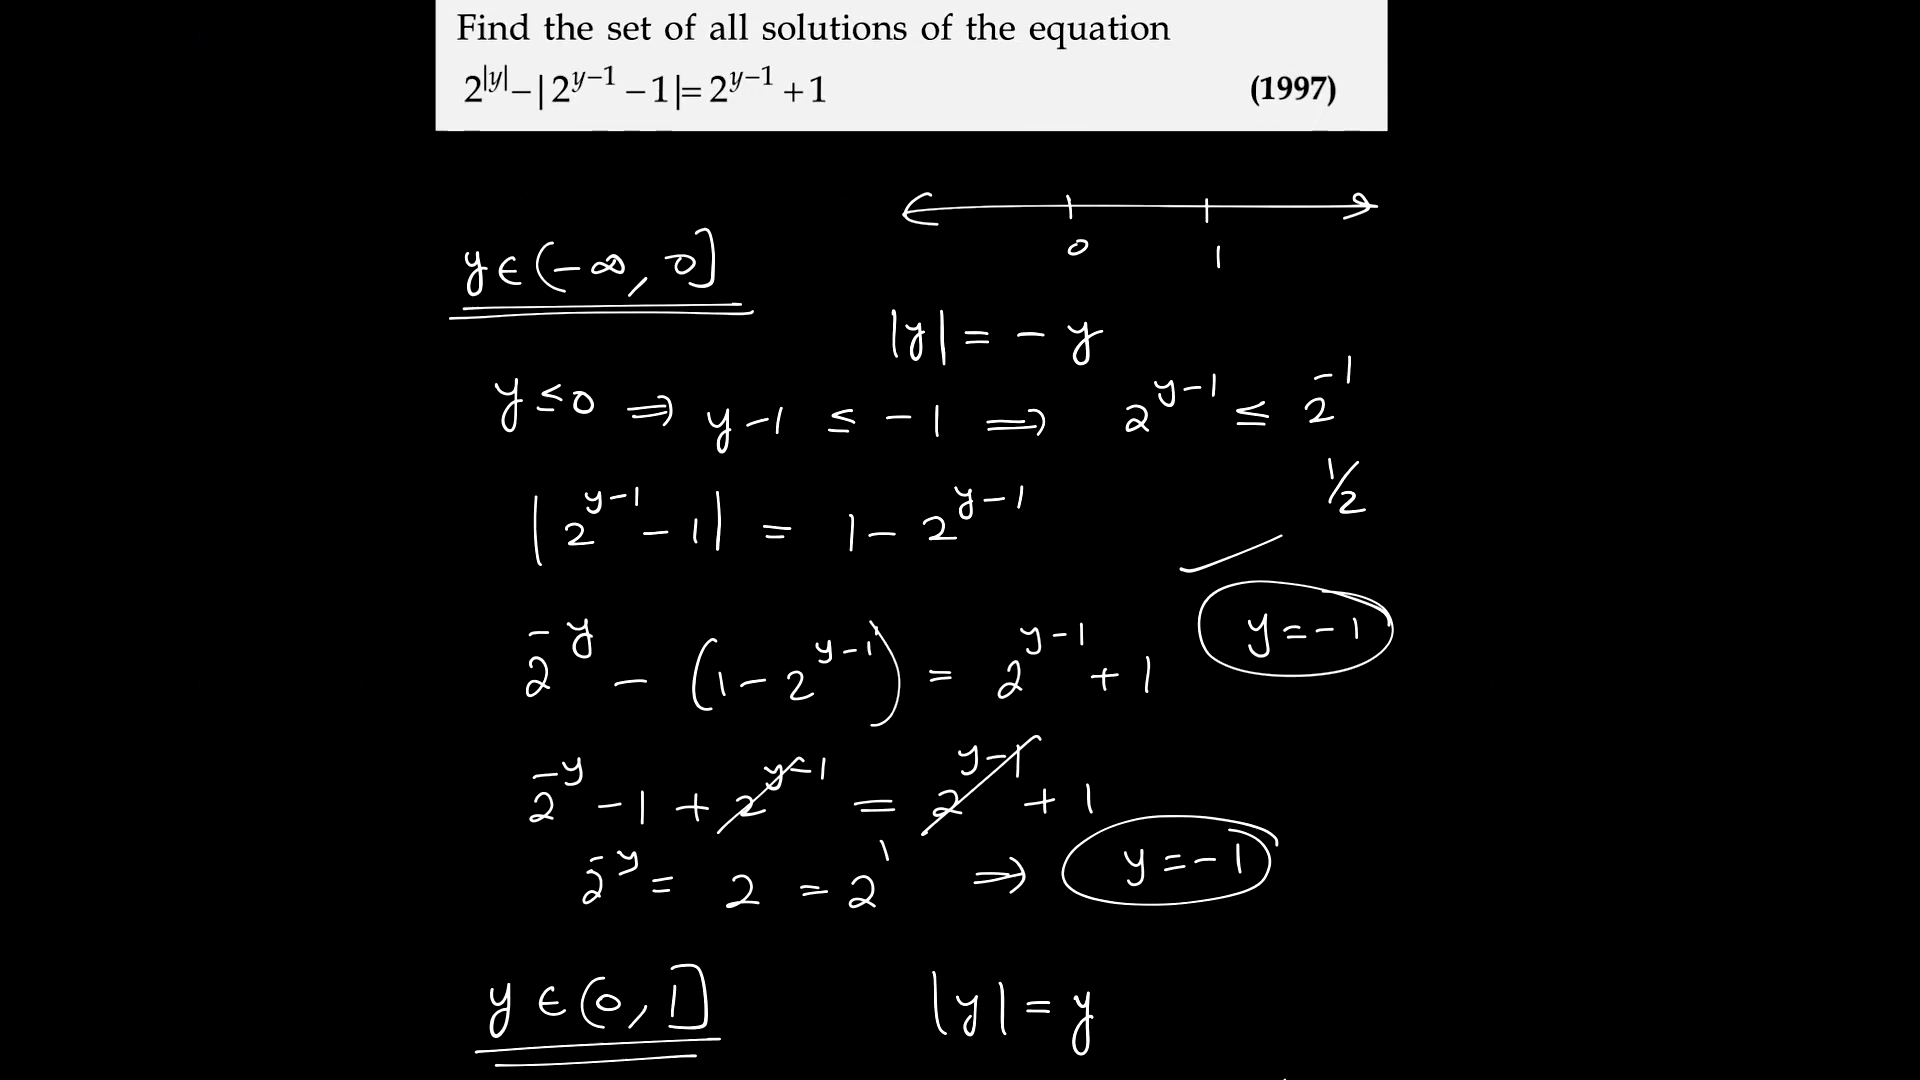 Find the set of all solutions of the equation
2^{|y|} – | 2^{y–1} – 1 | = 2^{y–1} + 1 (1997)
0 1
y ∈ (–∞, 0]
|y| = – y
y ≤ 0 ⇒ y–1 ≤ –1 ⇒ 2^{y–1} ≤ 2^{–1}
1/2
| 2^{y–1} – 1 | = 1 – 2^{y–1}
2^{–y} – (1 – 2^{y–1}) = 2^{y–1} + 1 y = –1
2^{–y} – 1 + 2^{y–1} = 2^{y–1} + 1
2^{–y} = 2 = 2^1 ⇒ y = –1
y ∈ (0, 1] |y| = y